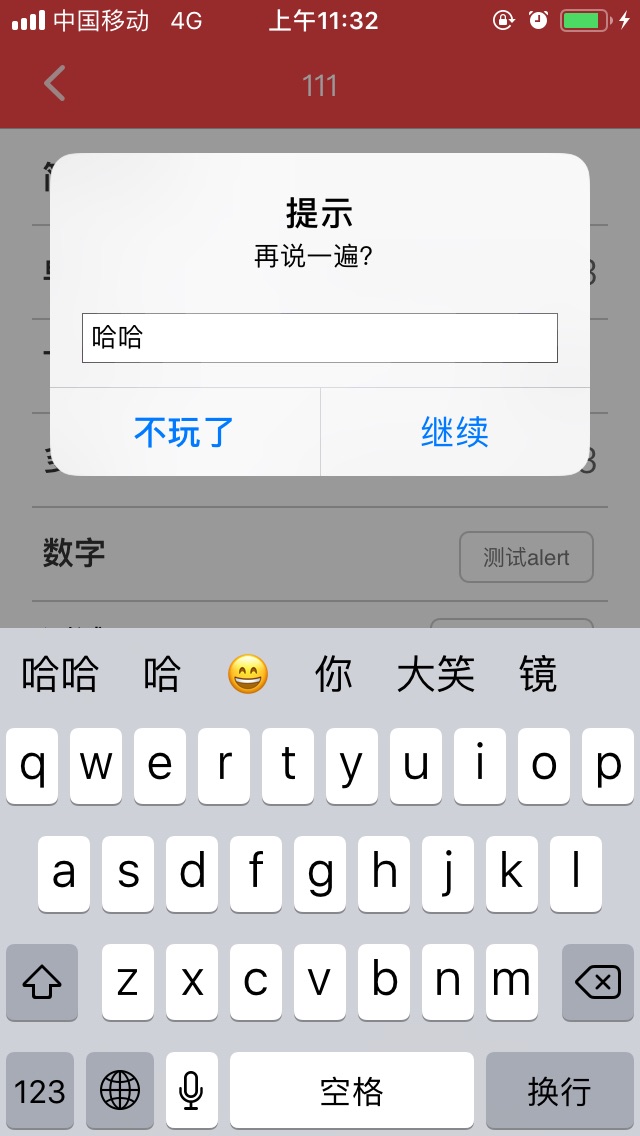 中国移动 4G 上午11:32
111
提示
再说一遍?
哈哈
不玩了 继续
数字 测试alert
哈哈 哈 😄 你 大笑 镜
q w e r t y u i o p
a s d f g h j k l
z x c v b n m
123 空格 换行